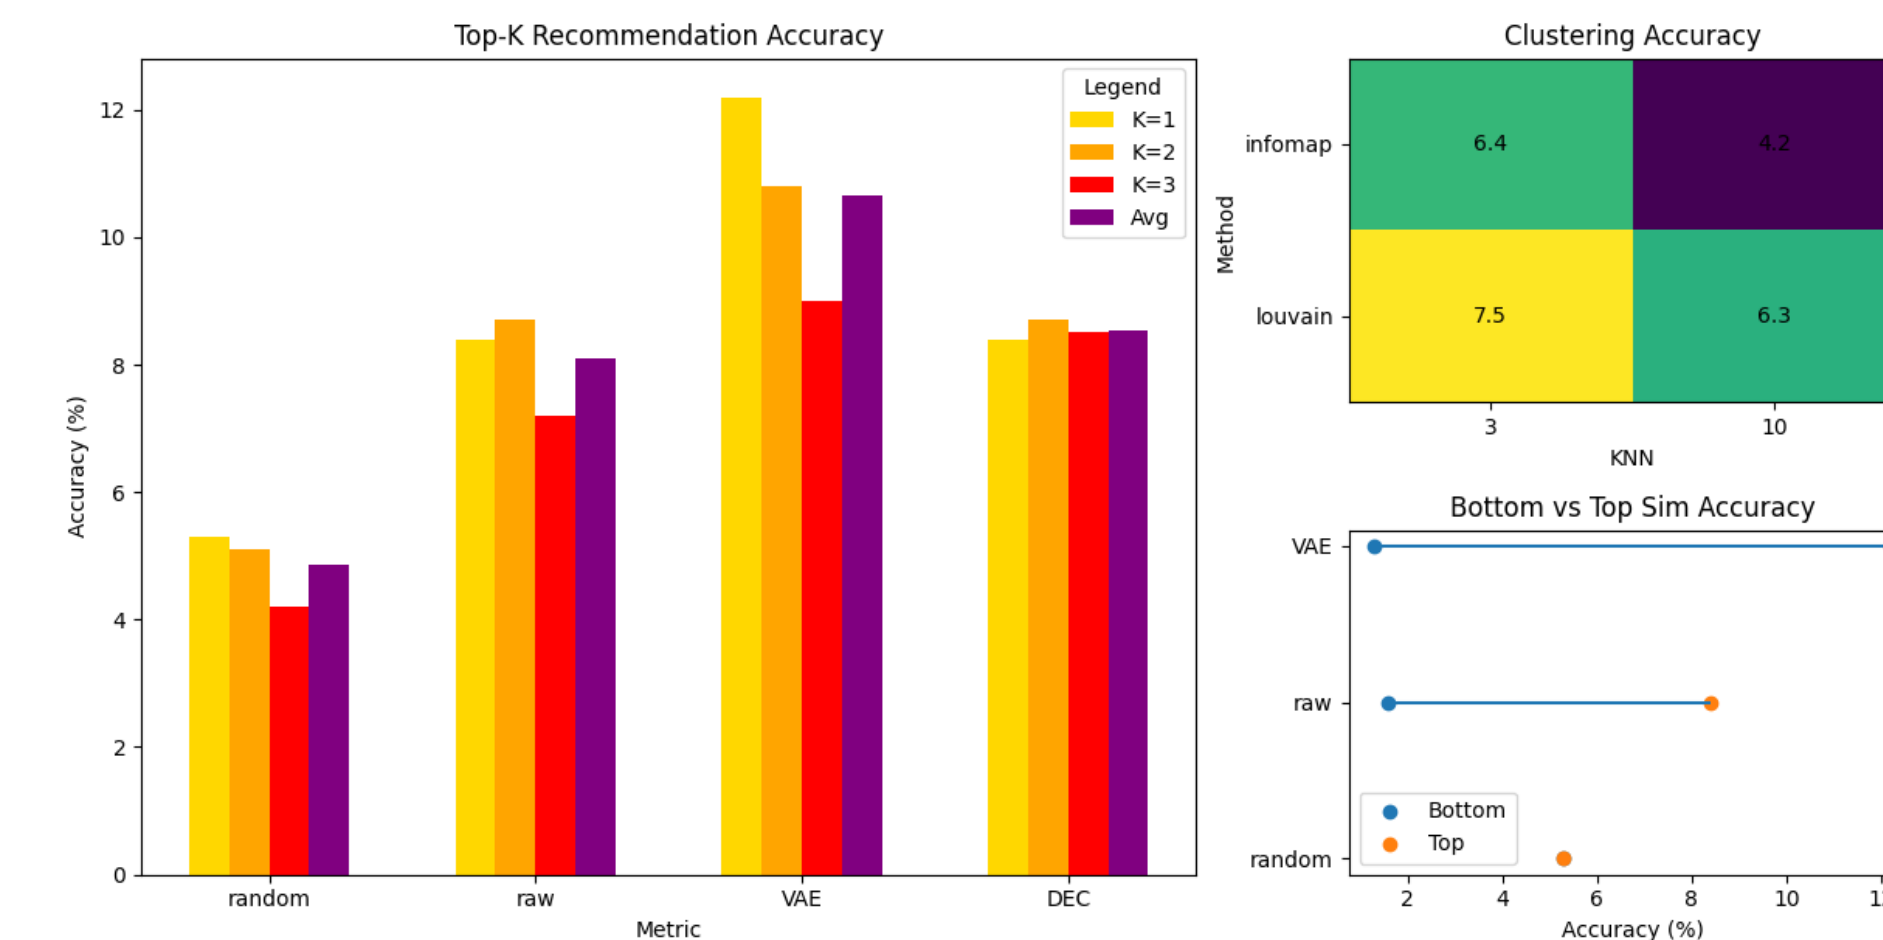 Top-K Recommendation Accuracy
Accuracy (%)
12
10
8
6
4
2
0
Legend
K=1
K=2
K=3
Avg
random raw VAE DEC
Metric
Clustering Accuracy
Method
infomap
louvain
6.4 4.2
7.5 6.3
3 10
KNN
Bottom vs Top Sim Accuracy
VAE
raw
random
Bottom
Top
2 4 6 8 10
Accuracy (%)